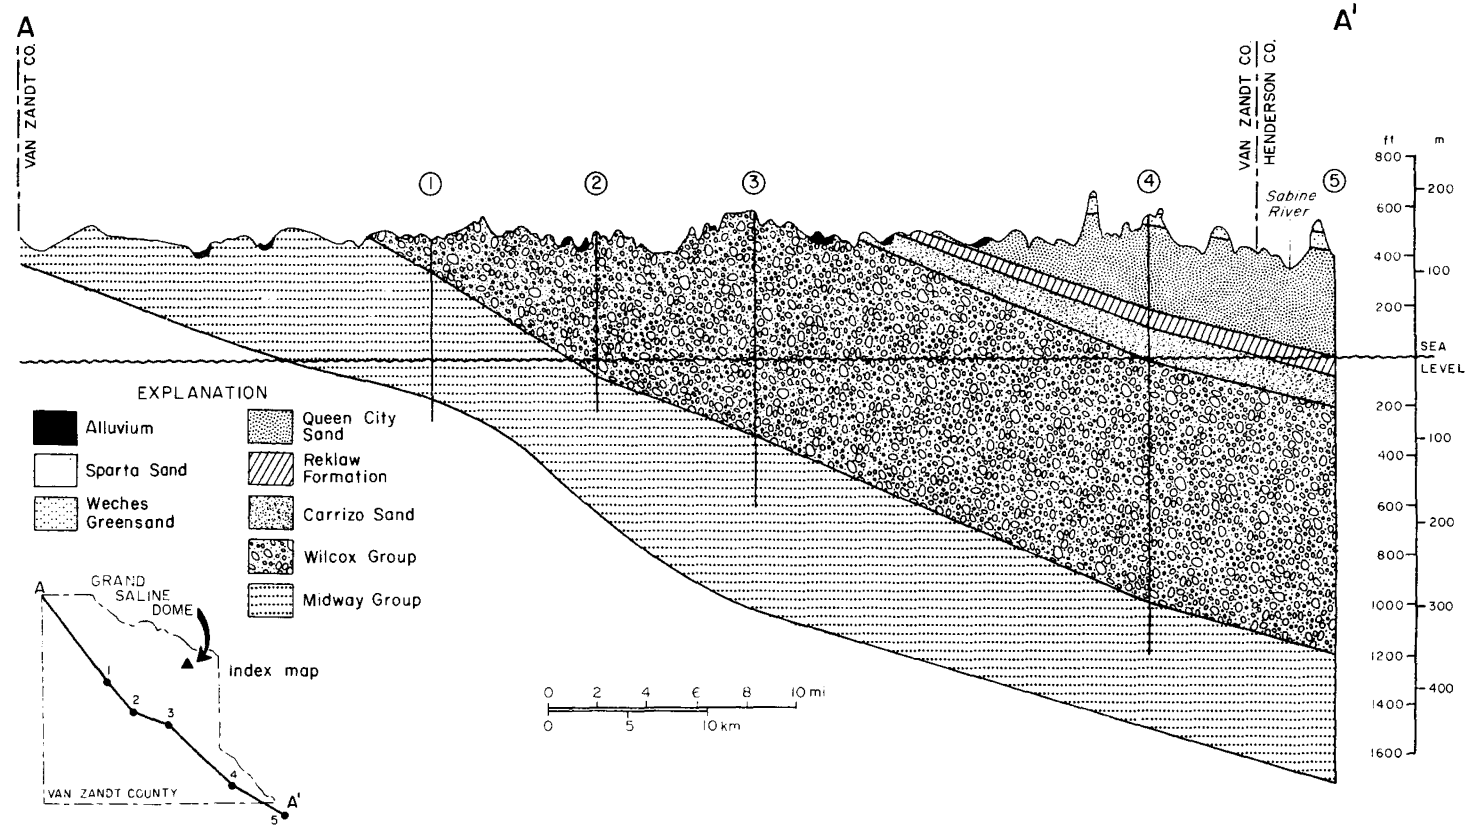 A
A'
VAN ZANDT CO.
VAN ZANDT CO.
HENDERSON CO.
1
2
3
4
5
Sabine
River
ft
m
800
600
400
200
200
400
600
800
1000
1200
1400
1600
200
100
SEA
LEVEL
100
200
300
400
EXPLANATION
Alluvium
Sparta Sand
Weches
Greensand
Queen City
Sand
Reklaw
Formation
Carrizo Sand
Wilcox Group
Midway Group
A
GRAND
SALINE
DOME
Index map
1
2
3
4
5
VAN ZANDT COUNTY
A'
0 2 4 6 8 10 mi
0 5 10 km